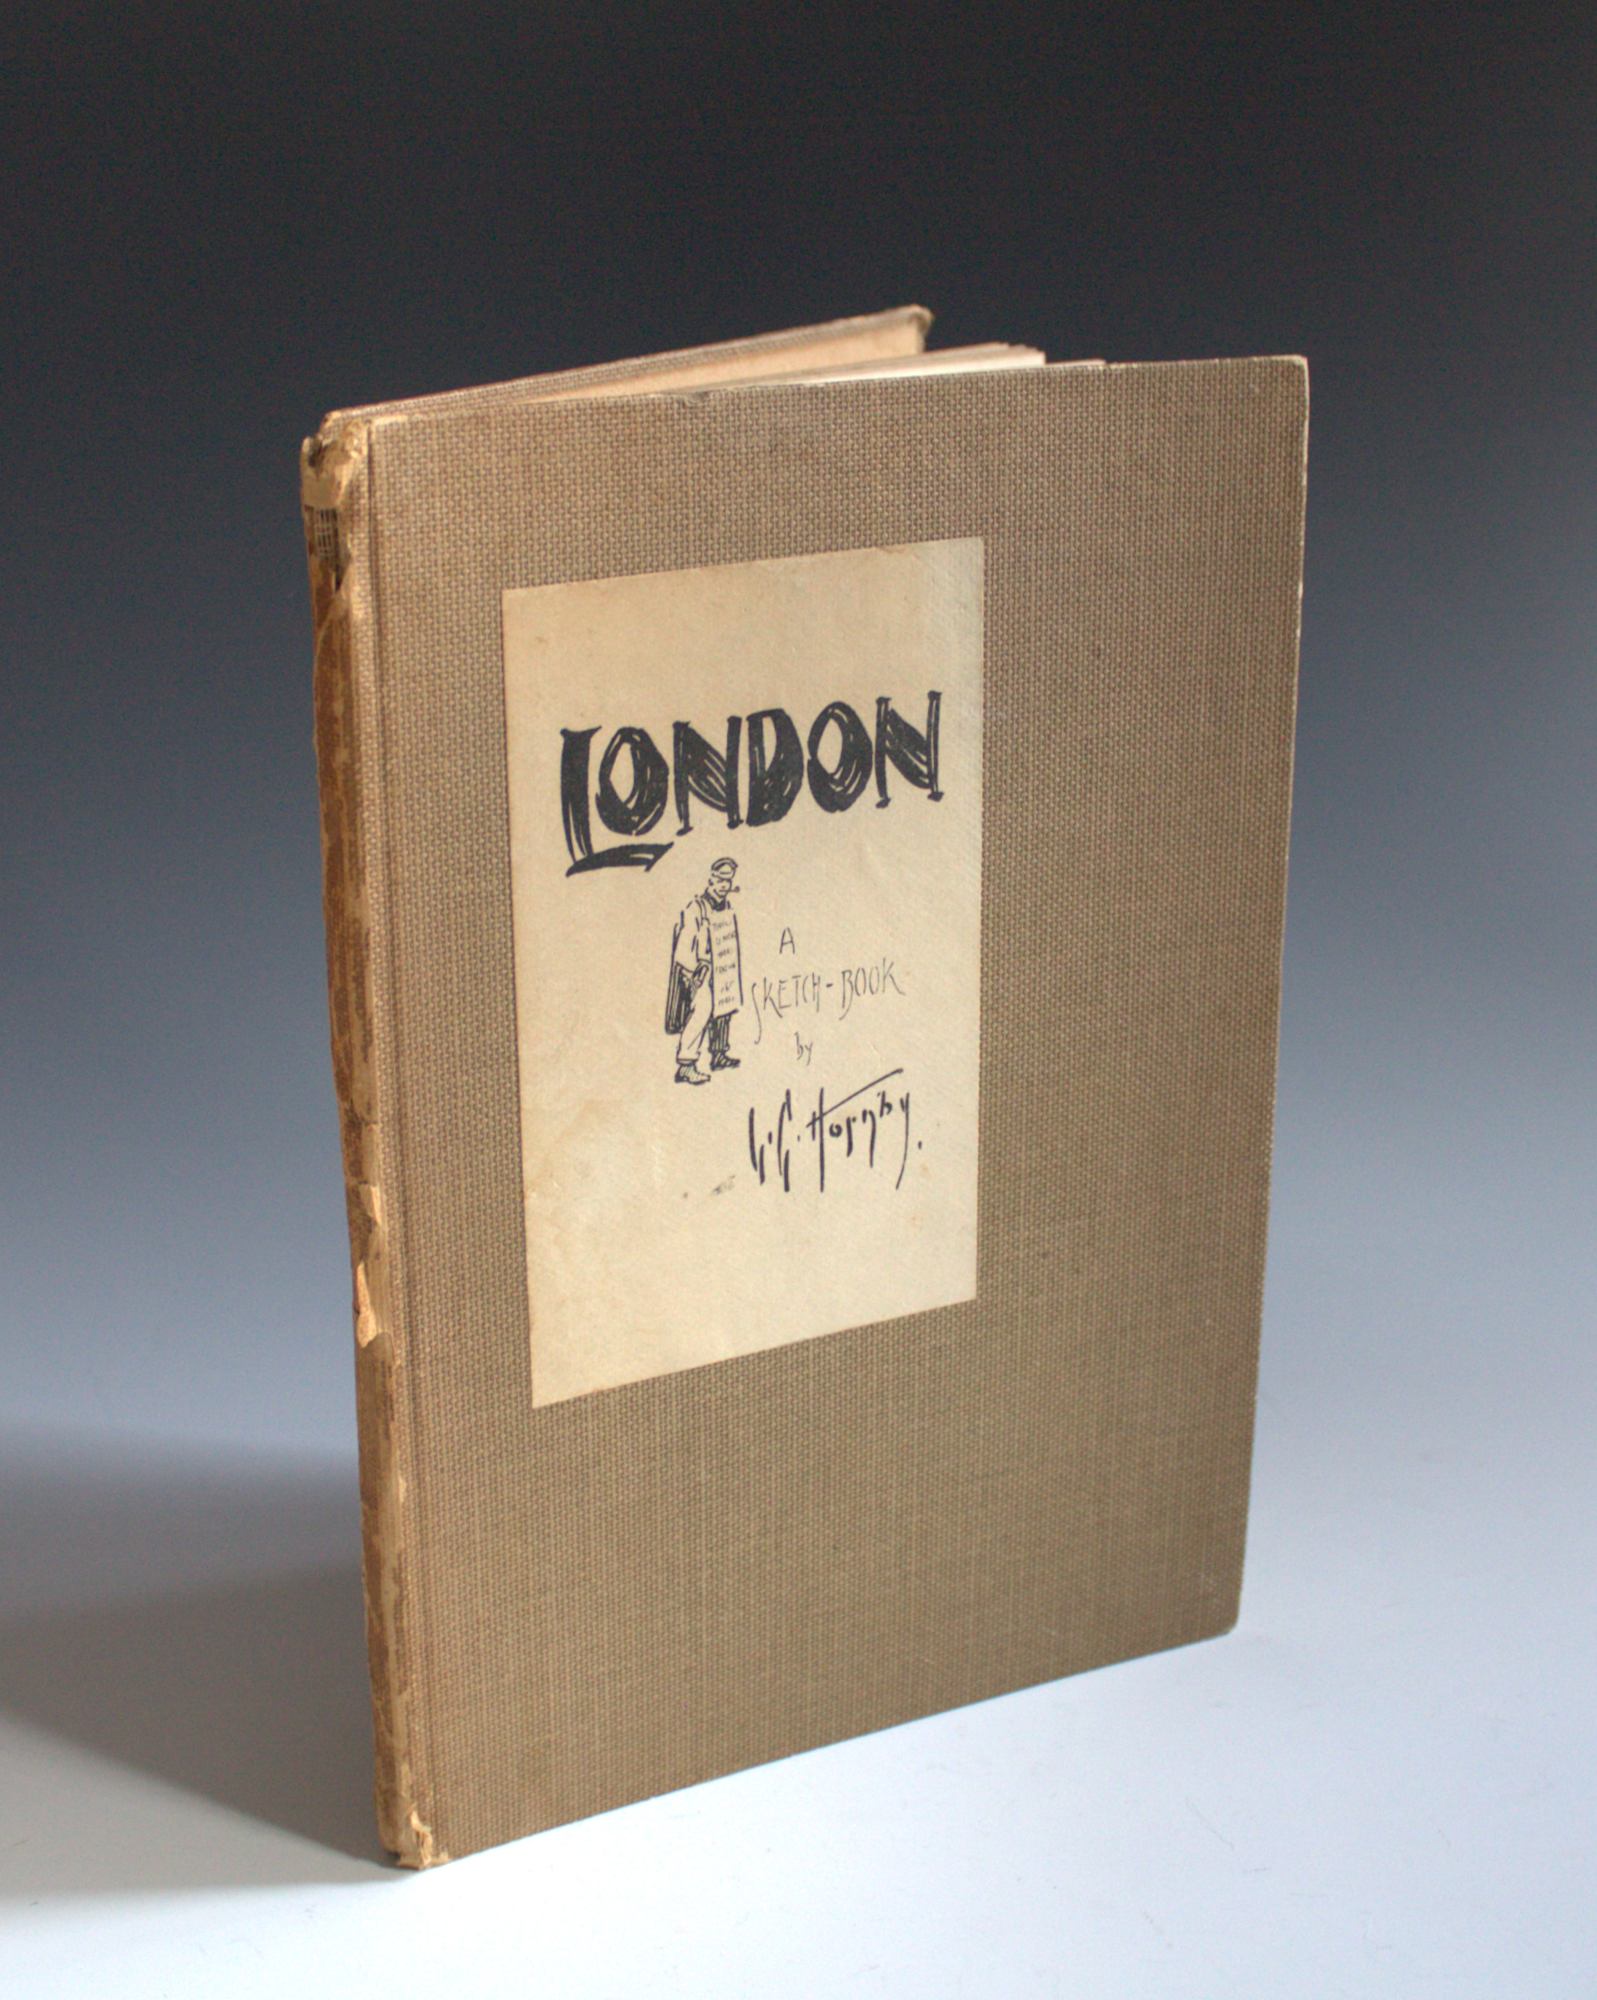 LONDON
A
SKETCH-BOOK
by
L.G. Hornby.